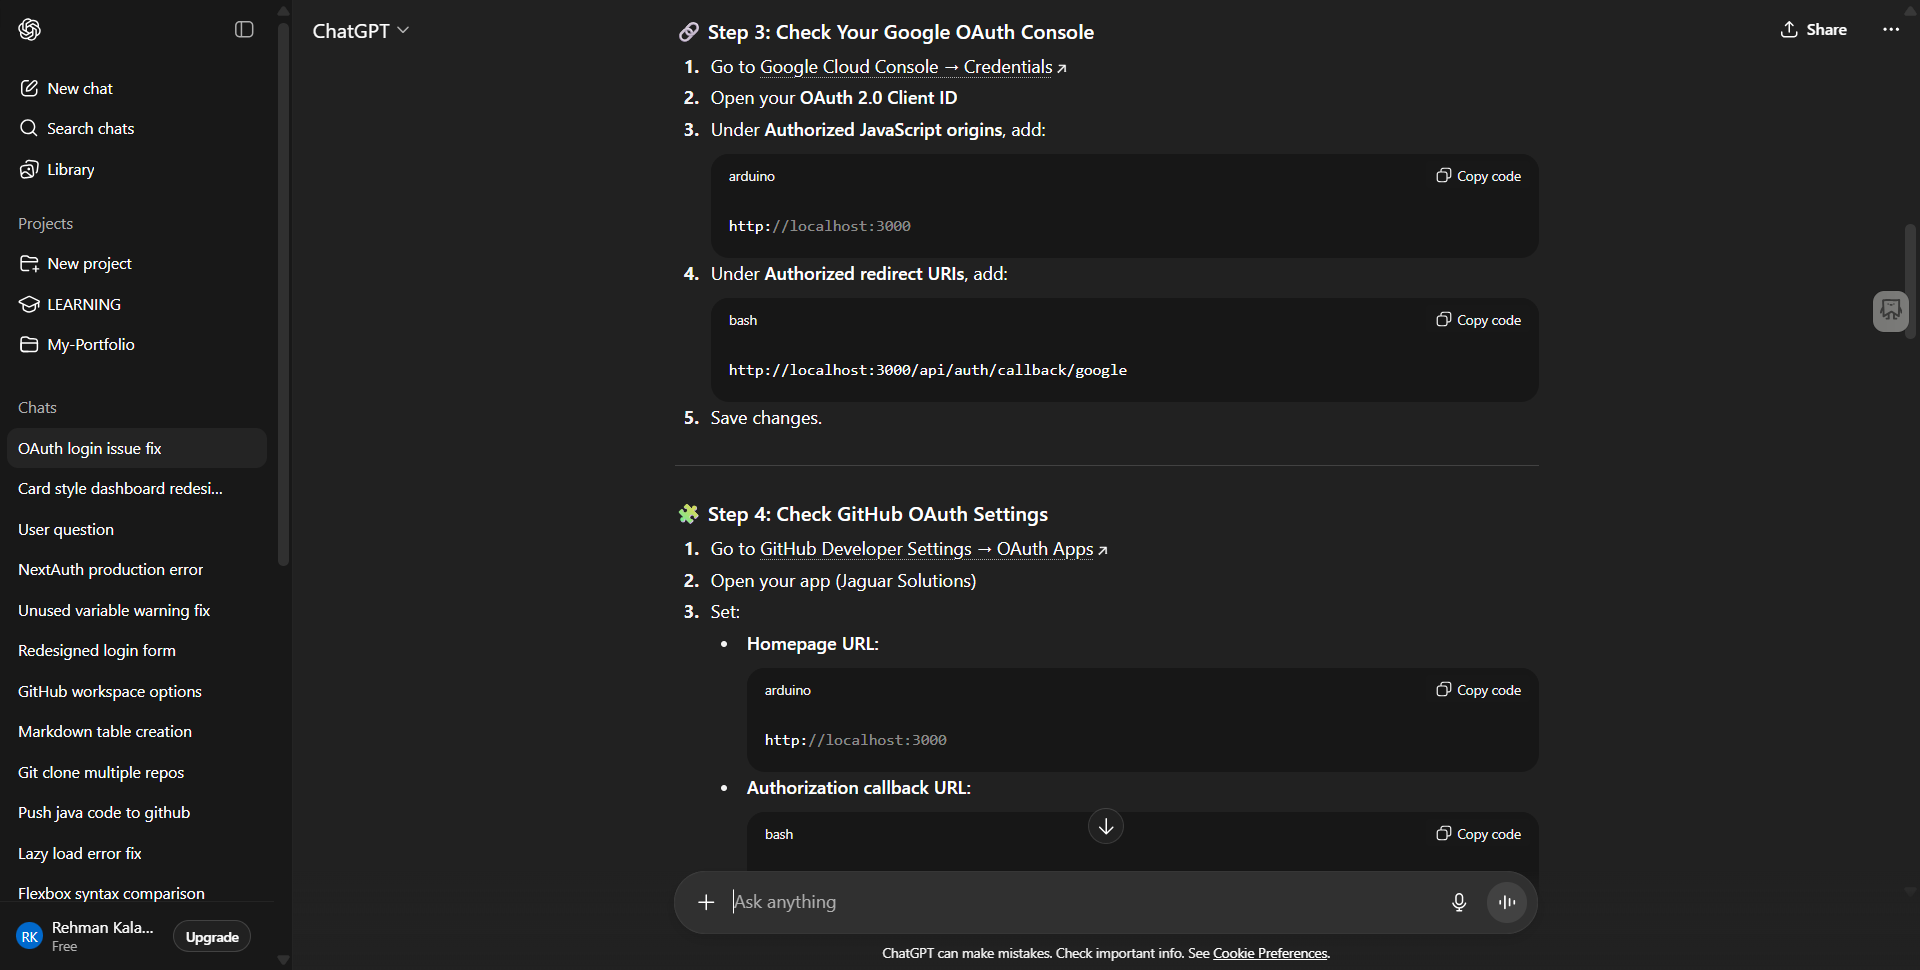 New chat
Search chats
Library
Projects
New project
LEARNING
My-Portfolio
Chats
OAuth login issue fix
Card style dashboard redesi...
User question
NextAuth production error
Unused variable warning fix
Redesigned login form
GitHub workspace options
Markdown table creation
Git clone multiple repos
Push java code to github
Lazy load error fix
Flexbox syntax comparison
RK
Rehman Kala...
Free
Upgrade
ChatGPT
Share
🔗 Step 3: Check Your Google OAuth Console
1. Go to Google Cloud Console → Credentials ↗
2. Open your OAuth 2.0 Client ID
3. Under Authorized JavaScript origins, add:
arduino
Copy code
http://localhost:3000
4. Under Authorized redirect URIs, add:
bash
Copy code
http://localhost:3000/api/auth/callback/google
5. Save changes.
🧩 Step 4: Check GitHub OAuth Settings
1. Go to GitHub Developer Settings → OAuth Apps ↗
2. Open your app (Jaguar Solutions)
3. Set:
• Homepage URL:
arduino
Copy code
http://localhost:3000
• Authorization callback URL:
bash
Copy code
Ask anything
ChatGPT can make mistakes. Check important info. See Cookie Preferences.